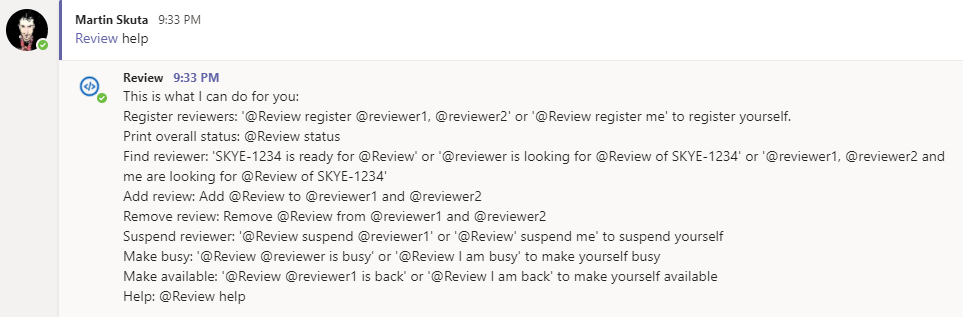 Martin Skuta 9:33 PM
Review help
Review 9:33 PM
This is what I can do for you:
Register reviewers: '@Review register @reviewer1, @reviewer2' or '@Review register me' to register yourself.
Print overall status: @Review status
Find reviewer: 'SKYE-1234 is ready for @Review' or '@reviewer is looking for @Review of SKYE-1234' or '@reviewer1, @reviewer2 and
me are looking for @Review of SKYE-1234'
Add review: Add @Review to @reviewer1 and @reviewer2
Remove review: Remove @Review from @reviewer1 and @reviewer2
Suspend reviewer: '@Review suspend @reviewer1' or '@Review' suspend me' to suspend yourself
Make busy: '@Review @reviewer is busy' or '@Review I am busy' to make yourself busy
Make available: '@Review @reviewer1 is back' or '@Review I am back' to make yourself available
Help: @Review help